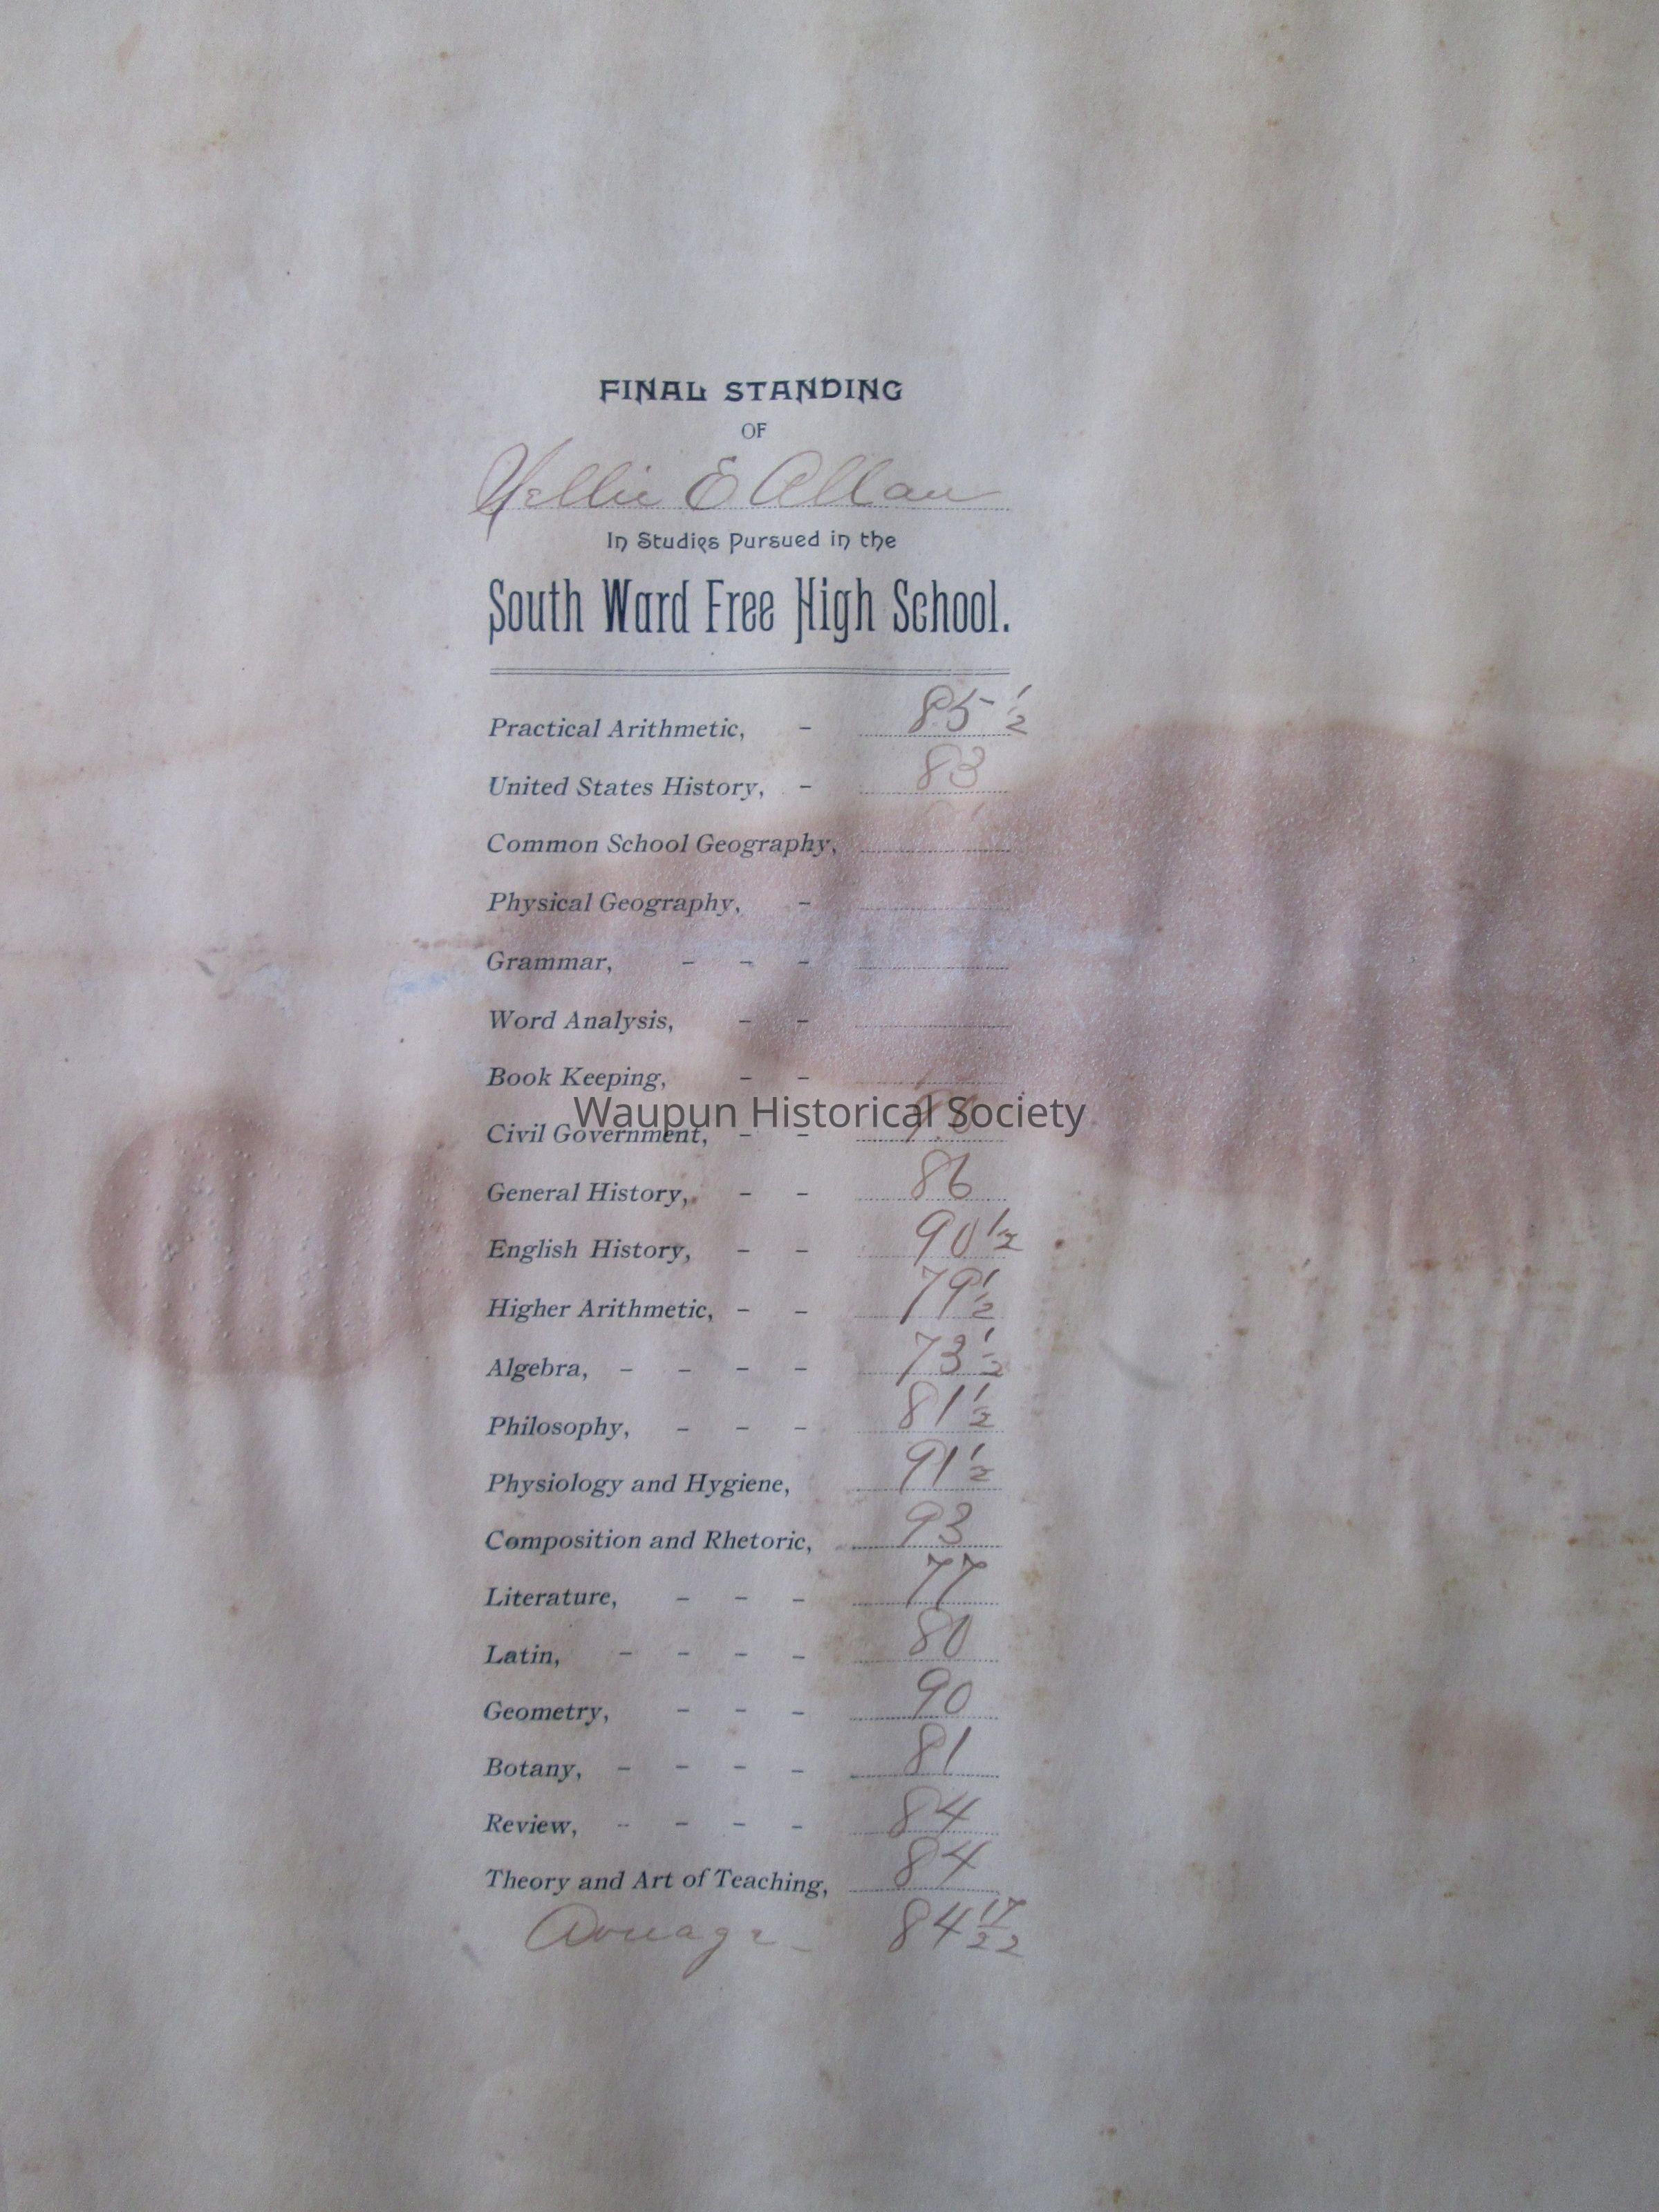 FINAL STANDING
OF
Nellie E Allan
In Studies Pursued in the
South Ward Free High School.
Practical Arithmetic, - 85 1/2
United States History, - 83
Common School Geography,
Physical Geography, -
Grammar, - - -
Word Analysis, - -
Book Keeping, - -
Waupun Historical Society
Civil Government, - -
General History, - - 86
English History, - - 90 1/2
Higher Arithmetic, - - 79 1/2
Algebra, - - - - 73 1/2
Philosophy, - - - 81 1/2
Physiology and Hygiene, 91 1/2
Composition and Rhetoric, 93
Literature, - - - 77
Latin, - - - - 80
Geometry, - - - 90
Botany, - - - - 81
Review, - - - - 84
Theory and Art of Teaching, 84
Average - 84 17/22